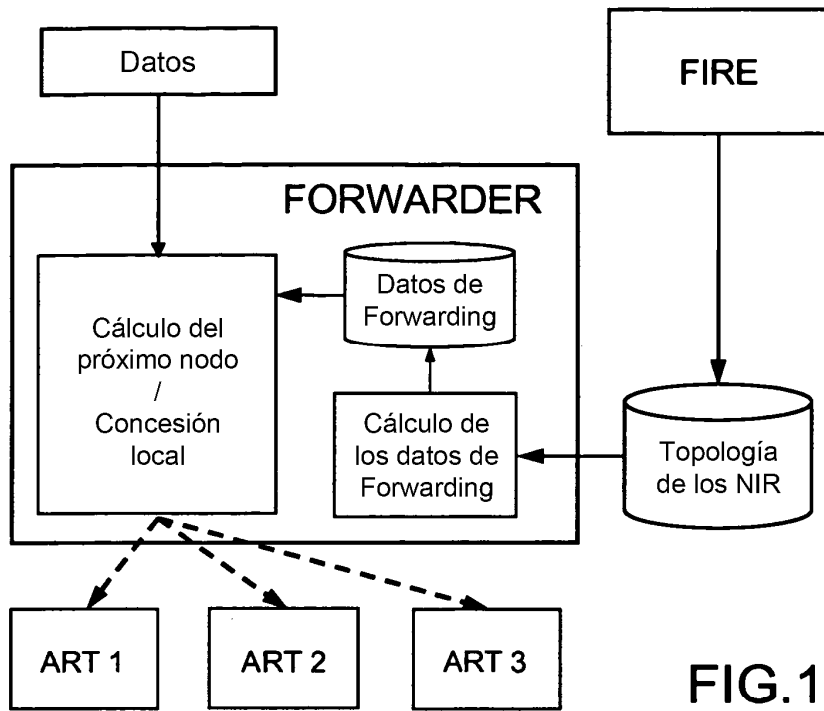 Datos
FIRE
FORWARDER
Datos de
Forwarding
Cálculo del
próximo nodo
/
Concesión
local
Cálculo de
los datos de
Forwarding
Topología
de los NIR
ART 1
ART 2
ART 3
FIG.1